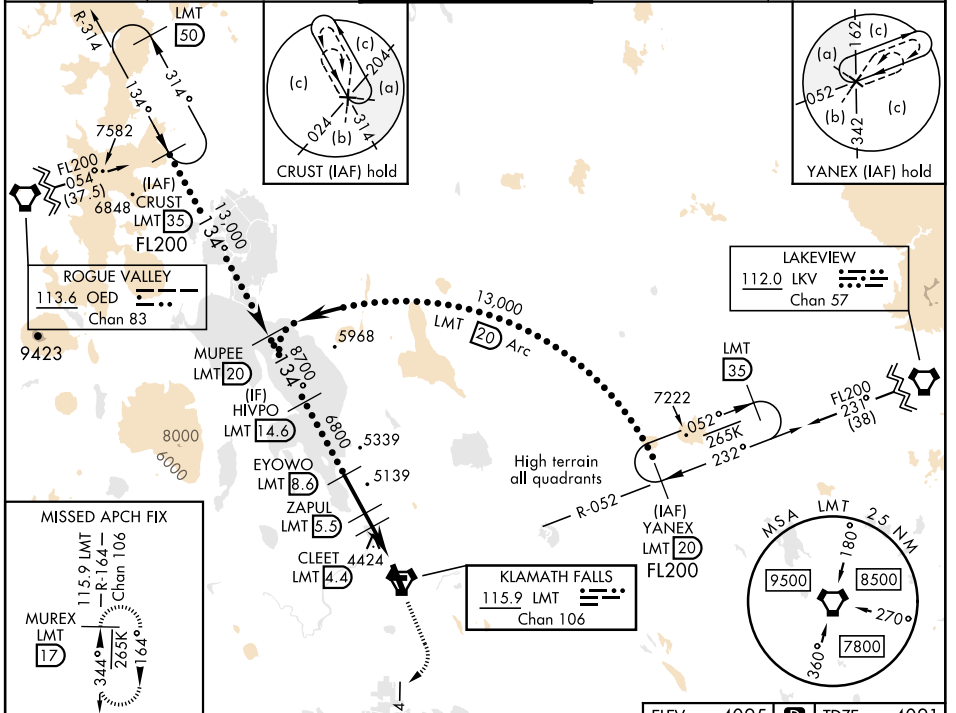 R-314
LMT
50
134°
314°
7582
FL200
054°
(37.5)
6848
(IAF)
CRUST
LMT 35
FL200
13,000
134°
(c)
204
(a)
(c)
024
314
(b)
CRUST (IAF) hold
162
(c)
(a)
052
(b)
(c)
342
YANEX (IAF) hold
ROGUE VALLEY
113.6 OED
Chan 83
9423
LAKEVIEW
112.0 LKV
Chan 57
13,000
LMT 20 Arc
5968
MUPEE
LMT 20
8700
134°
(IF)
HIVPO
LMT 14.6
6800
5339
EYOWO
LMT 8.6
5139
ZAPUL
LMT 5.5
CLEET
LMT 4.4
4424
8000
6000
LMT
35
7222
052°
265K
232°
FL200
231°
(38)
High terrain
all quadrants
R-052
(IAF)
YANEX
LMT 20
FL200
KLAMATH FALLS
115.9 LMT
Chan 106
MISSED APCH FIX
115.9 LMT
R-164
Chan 106
MUREX
LMT
17
344°
265K
164°
MSA LMT 25 NM
180°
9500
8500
270°
7800
360°